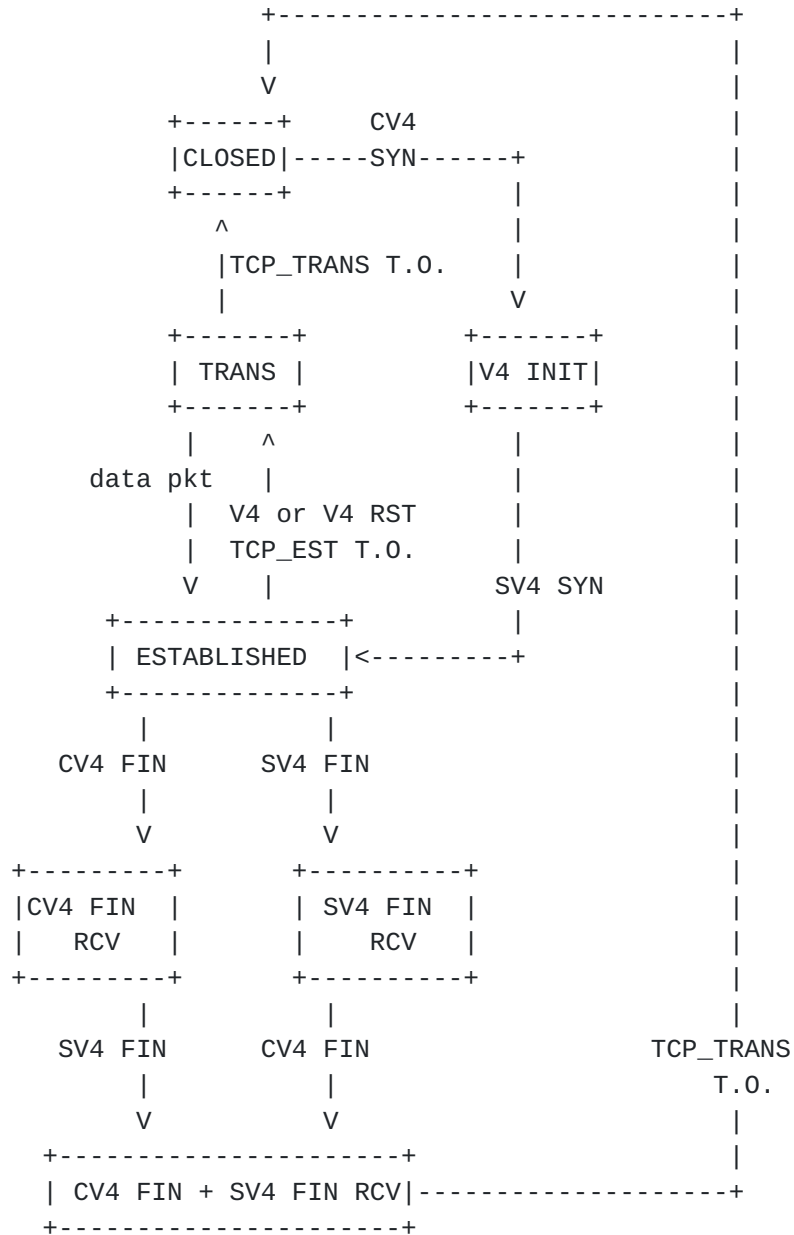 CV4
CLOSED
SYN
TCP_TRANS T.O.
TRANS
V4 INIT
data pkt
V4 or V4 RST
TCP_EST T.O.
V
SV4 SYN
ESTABLISHED
CV4 FIN SV4 FIN
CV4 FIN SV4 FIN
RCV RCV
SV4 FIN CV4 FIN TCP_TRANS
T.O.
CV4 FIN + SV4 FIN RCV